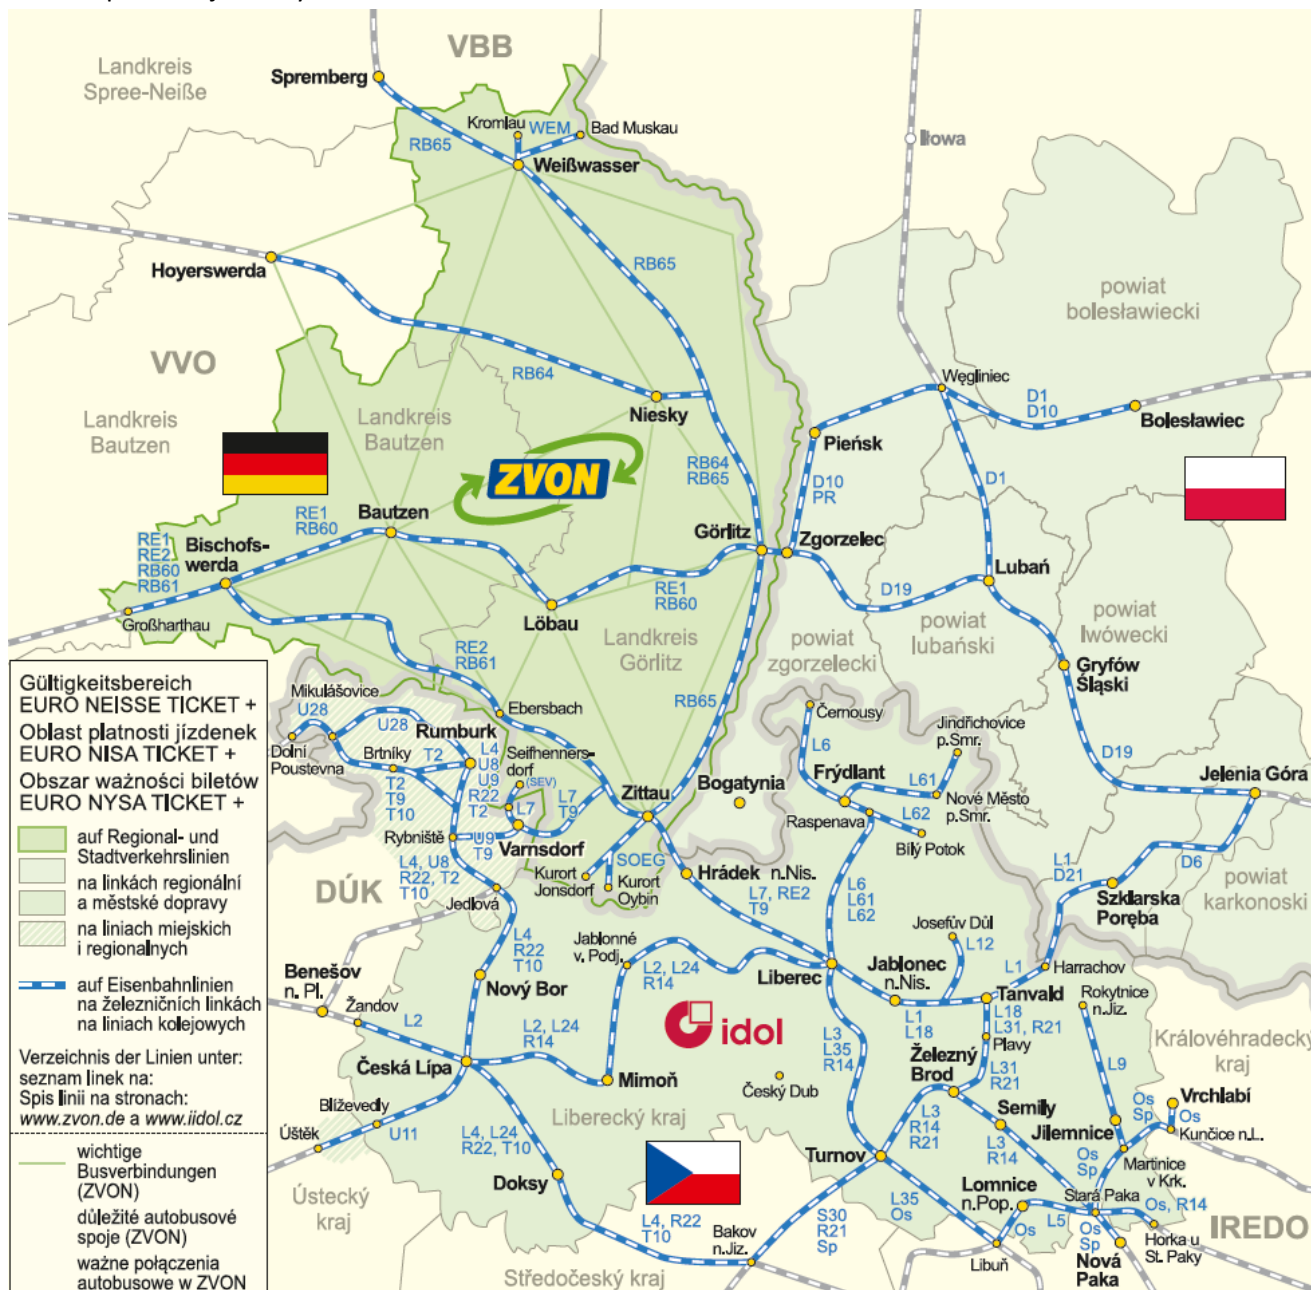 VBB
Landkreis
Spree-Neiße
Spremberg
Kromlau
WEM
Bad Muskau
RB65
Weißwasser
Iłowa
Hoyerswerda
RB65
powiat
bolesławiecki
VVO
RB64
Węgliniec
D1
D10
Bolesławiec
Niesky
Landkreis
Bautzen
Landkreis
Bautzen
Pieńsk
ZVON
RB64
RB65
D10
PR
D1
RE1
RB60
Bautzen
RE1
RE2
RB60
RB61
Bischofs-
werda
Görlitz
Zgorzelec
Lubań
D19
RE1
RB60
Großharthau
Löbau
Landkreis
Görlitz
powiat
zgorzelecki
powiat
lubański
powiat
lwówecki
RE2
RB61
Gryfów
Śląski
Gültigkeitsbereich
EURO NEISSE TICKET +
Oblast platnosti jízdenek
EURO NISA TICKET +
Obszar ważności biletów
EURO NYSA TICKET +
auf Regional- und
Stadtverkehrslinien
na linkách regionální
a městské dopravy
na liniach miejskich
i regionalnych
auf Eisenbahnlinien
na železničních linkách
na liniach kolejowych
Verzeichnis der Linien unter:
seznam linek na:
Spis linii na stronach:
www.zvon.de a www.iidol.cz
wichtige
Busverbindungen
(ZVON)
důležité autobusové
spoje (ZVON)
ważne połączenia
autobusowe w ZVON
Mikulášovice
U28
U28
Dolní
Poustevna
Brtníky
T2
Rumburk
L4
U8
U9
R22
T2
T2
T9
T10
Ebersbach
Seifhenners-
dorf
(SEV)
L7
L7
T9
RB65
Zittau
Bogatynia
Černousy
L6
Jindřichovice
p.Smr.
Frýdlant
L61
Nové Město
p.Smr.
Raspenava
L62
Bílý Potok
D19
Jelenia Góra
Rybniště
U9
T9
Varnsdorf
L4, U8
R22, T2
T10
DÚK
Jedlová
SOEG
Kurort
Jonsdorf
Kurort
Oybin
Hrádek n.Nis.
L7, RE2
T9
L6
L61
L62
L1
D21
D6
Szklarska
Poręba
powiat
karkonoski
Josefův Důl
L12
Benešov
n. Pl.
L4
R22
T10
Jablonné
v. Podj.
L2, L24
R14
Liberec
Jablonec
n.Nis.
L1
Harrachov
Nový Bor
Žandov
L2
L2, L24
R14
idol
L1
L18
Tanvald
L18
L31, R21
Plavy
Rokytnice
n.Jiz.
Královéhradecký
kraj
L3
L35
R14
Železný
Brod
L31
R21
L9
Česká Lípa
Mimoň
Český Dub
Liberecký kraj
Blíževedly
Úštěk
U11
L4, L24
R22, T10
L3
R14
R21
Semily
Jilemnice
L3
R14
Os
Sp
Vrchlabí
Os
Kunčice n.L.
Turnov
Os
Sp
Martinice
v Krk.
Doksy
Ústecký
kraj
L35
Os
Lomnice
n.Pop.
Stará Paka
L5
Os
Os, R14
IREDO
L4, R22
T10
Bakov
n.Jiz.
S30
R21
Sp
Libuň
Os
Sp
Nová
Paka
Horka u
St. Paky
Středočeský kraj